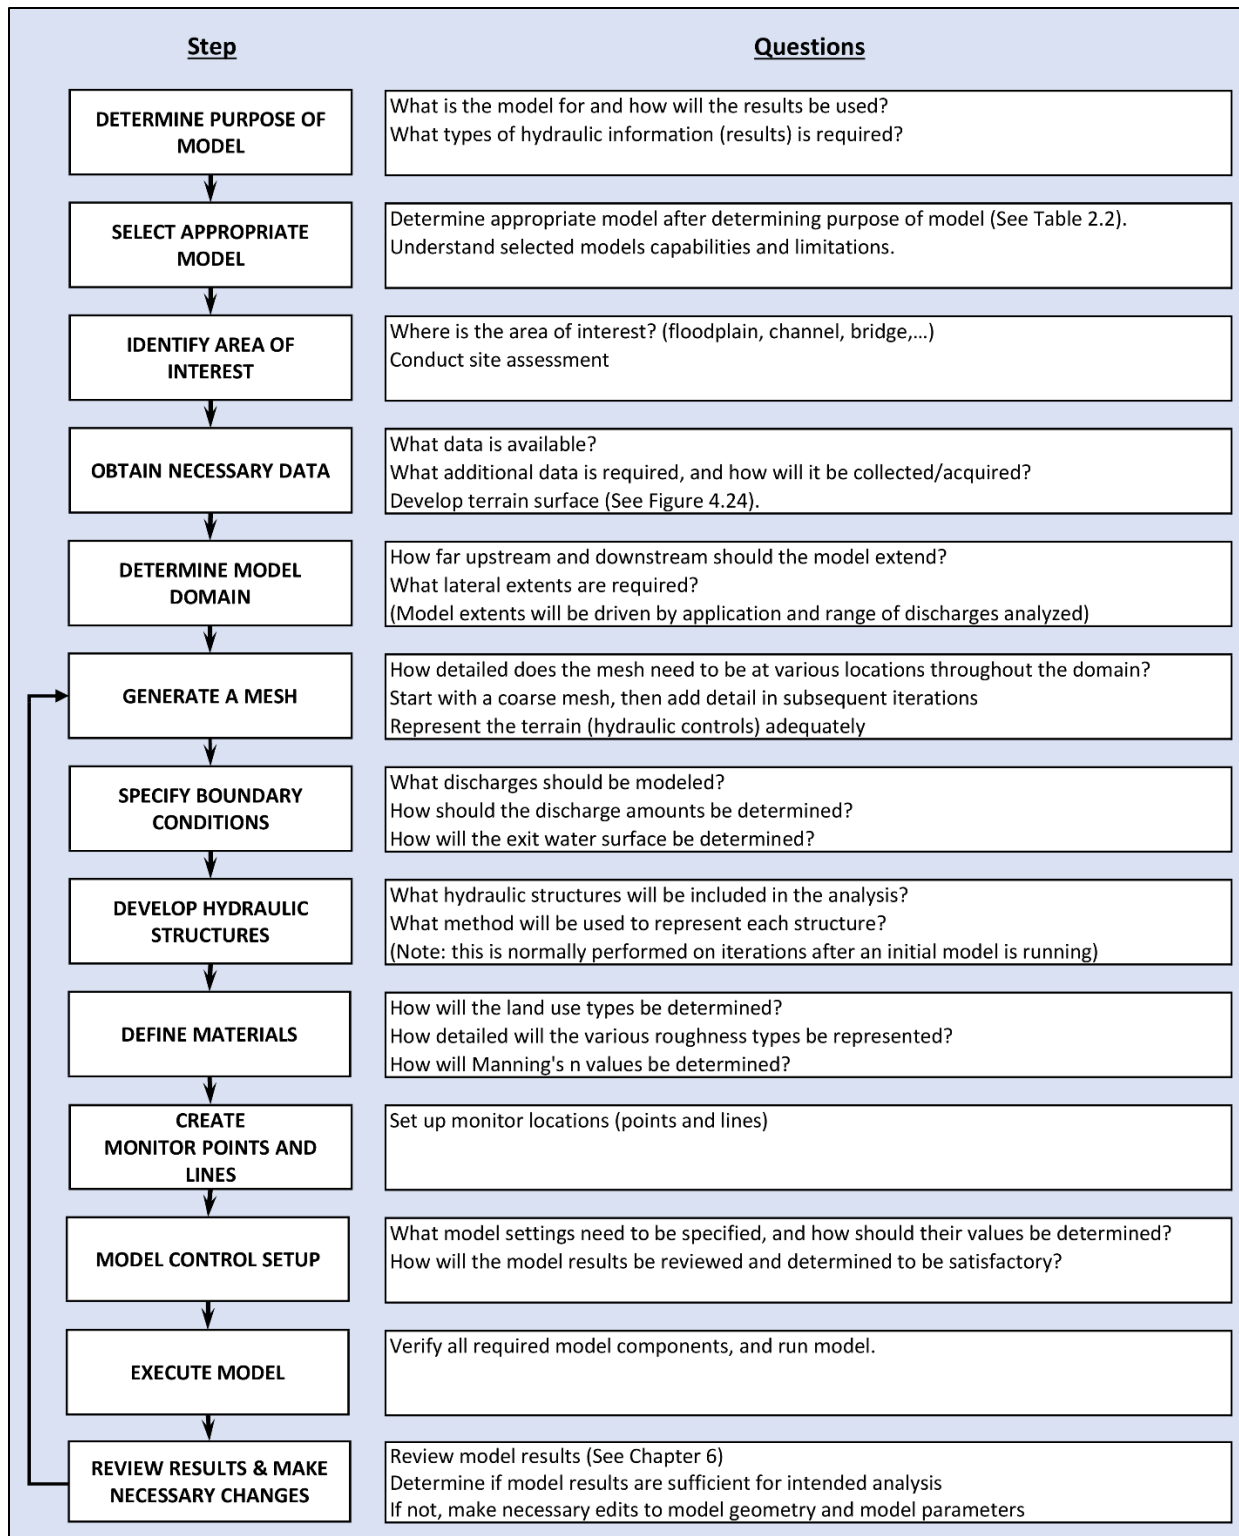 Step
Questions
DETERMINE PURPOSE OF
MODEL
What is the model for and how will the results be used?
What types of hydraulic information (results) is required?
SELECT APPROPRIATE
MODEL
Determine appropriate model after determining purpose of model (See Table 2.2).
Understand selected models capabilities and limitations.
IDENTIFY AREA OF
INTEREST
Where is the area of interest? (floodplain, channel, bridge,...)
Conduct site assessment
OBTAIN NECESSARY DATA
What data is available?
What additional data is required, and how will it be collected/acquired?
Develop terrain surface (See Figure 4.24).
DETERMINE MODEL
DOMAIN
How far upstream and downstream should the model extend?
What lateral extents are required?
(Model extents will be driven by application and range of discharges analyzed)
GENERATE A MESH
How detailed does the mesh need to be at various locations throughout the domain?
Start with a coarse mesh, then add detail in subsequent iterations
Represent the terrain (hydraulic controls) adequately
SPECIFY BOUNDARY
CONDITIONS
What discharges should be modeled?
How should the discharge amounts be determined?
How will the exit water surface be determined?
DEVELOP HYDRAULIC
STRUCTURES
What hydraulic structures will be included in the analysis?
What method will be used to represent each structure?
(Note: this is normally performed on iterations after an initial model is running)
DEFINE MATERIALS
How will the land use types be determined?
How detailed will the various roughness types be represented?
How will Manning's n values be determined?
CREATE
MONITOR POINTS AND
LINES
Set up monitor locations (points and lines)
MODEL CONTROL SETUP
What model settings need to be specified, and how should their values be determined?
How will the model results be reviewed and determined to be satisfactory?
EXECUTE MODEL
Verify all required model components, and run model.
REVIEW RESULTS & MAKE
NECESSARY CHANGES
Review model results (See Chapter 6)
Determine if model results are sufficient for intended analysis
If not, make necessary edits to model geometry and model parameters